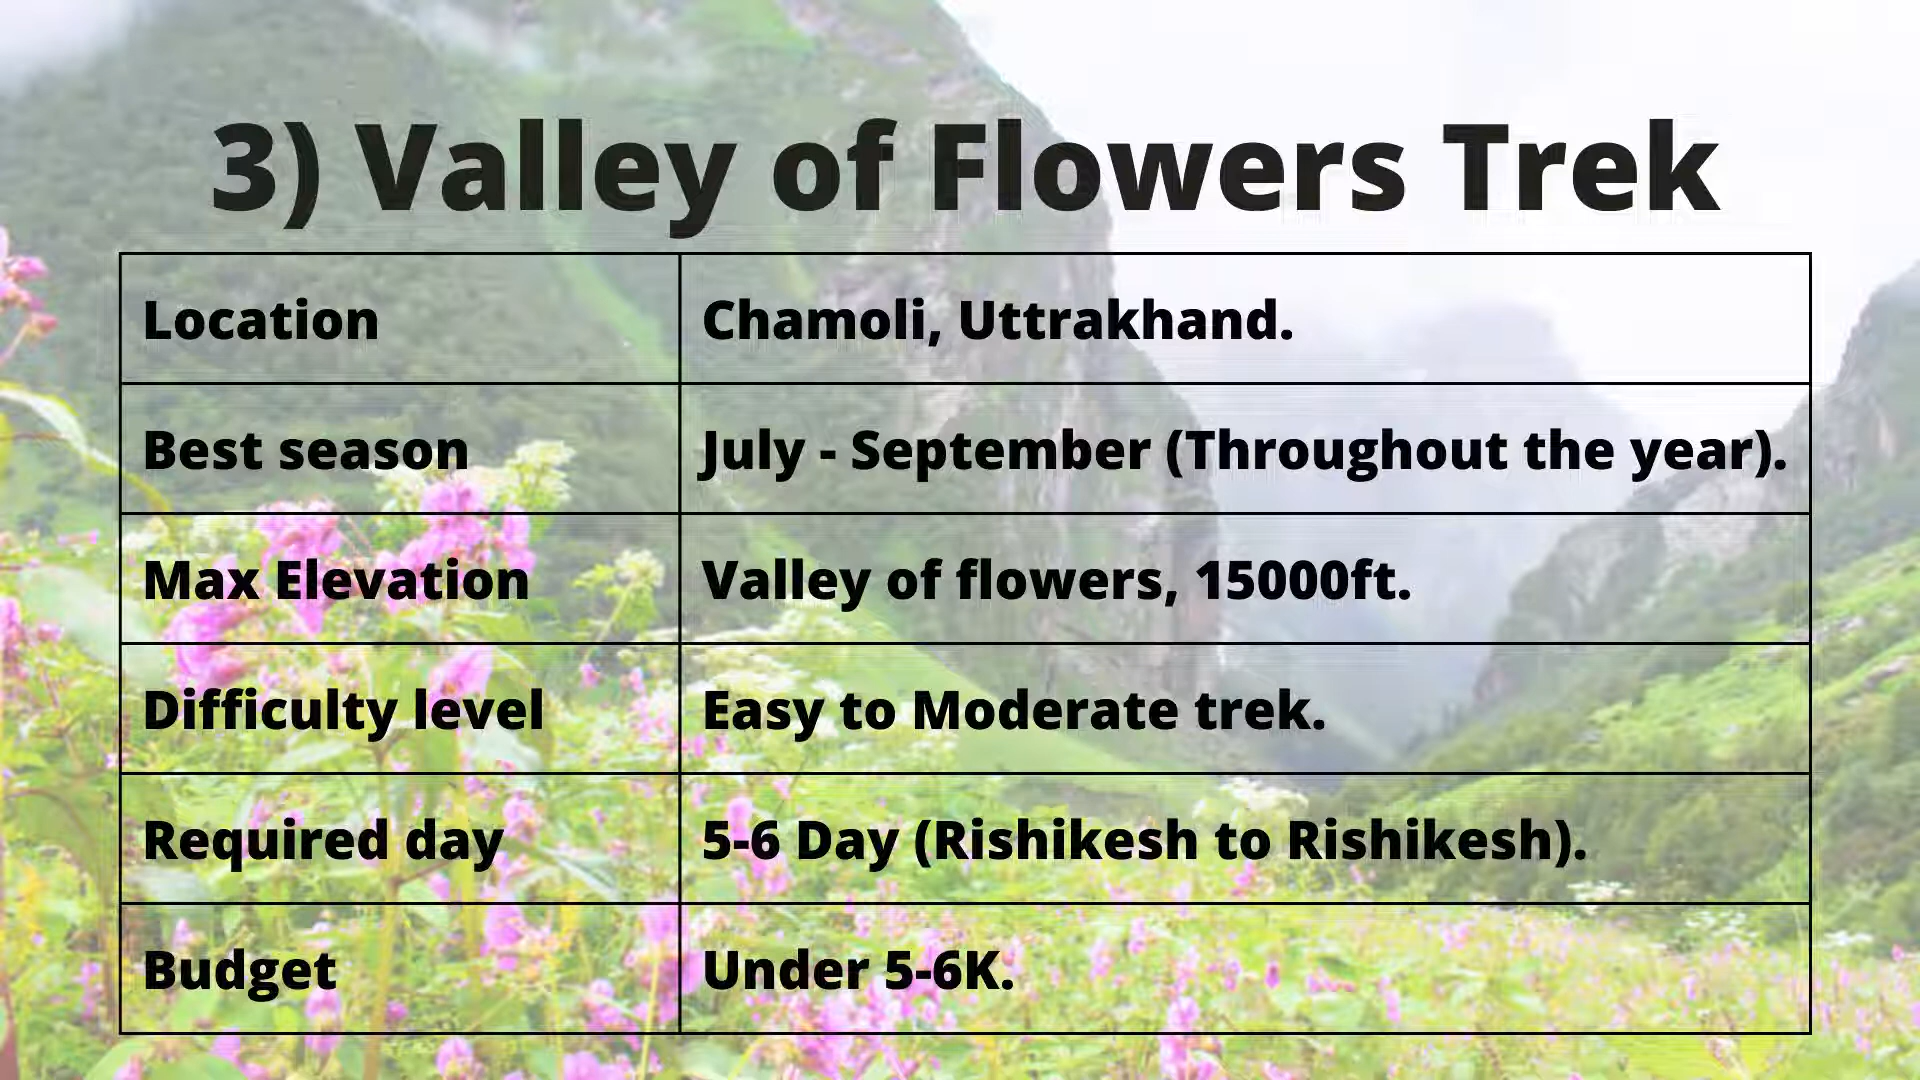 3) Valley of Flowers Trek
Location Chamoli, Uttrakhand.
Best season July - September (Throughout the year).
Max Elevation Valley of flowers, 15000ft.
Difficulty level Easy to Moderate trek.
Required day 5-6 Day (Rishikesh to Rishikesh).
Budget Under 5-6K.